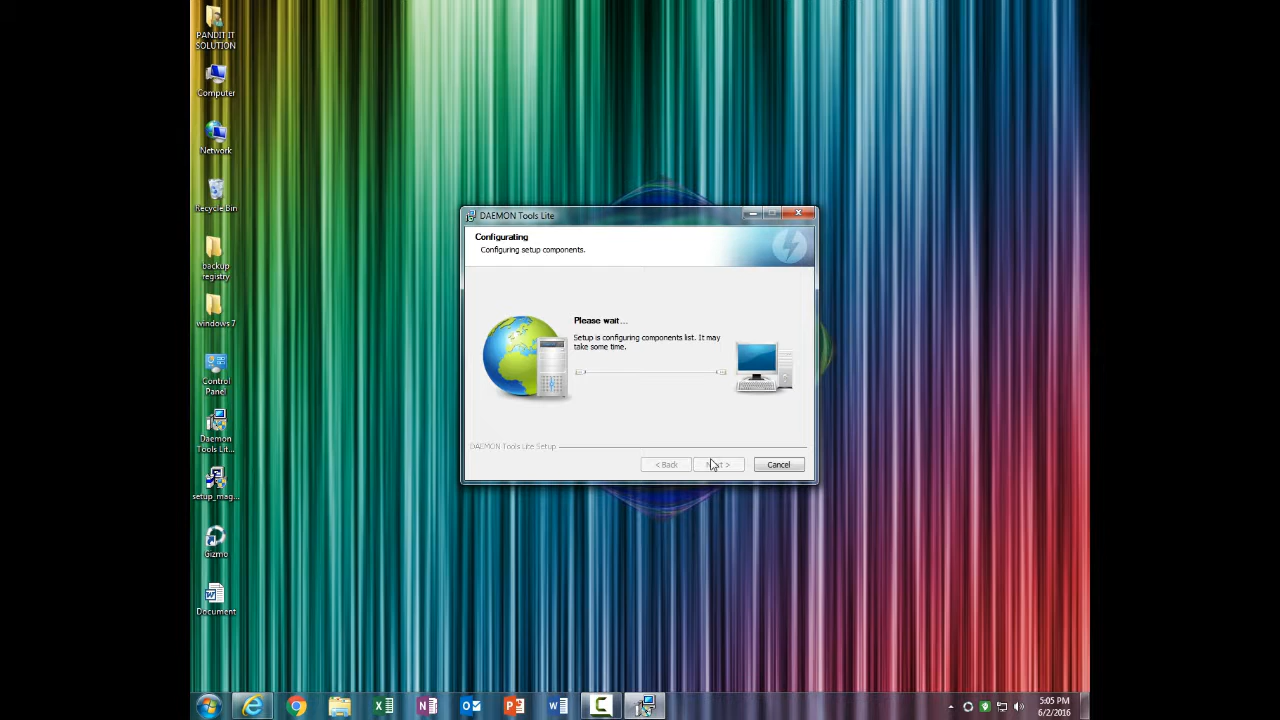 PANDIT IT
SOLUTION
Computer
Network
Recycle Bin
backup
registry
windows 7
Control
Panel
Daemon
Tools Lit...
setup_mag...
Gizmo
Document
DAEMON Tools Lite
Configurating
Configuring setup components.
Please wait...
Setup is configuring components list. It may
take some time.
DAEMON Tools Lite Setup
< Back
Cancel
5:05 PM
6/2/2016